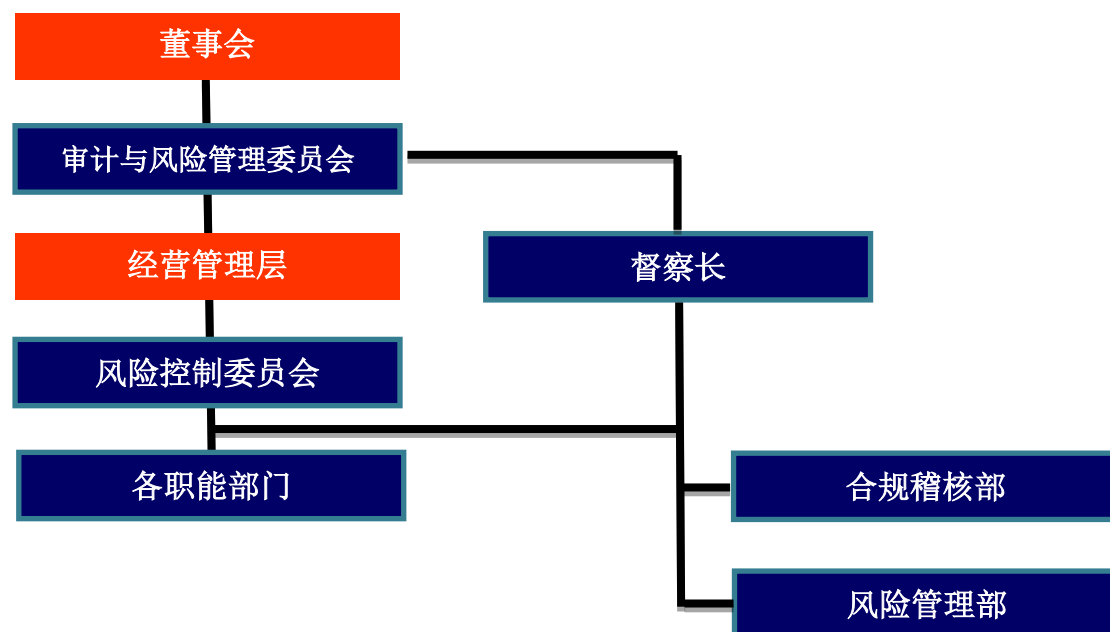 董事会
审计与风险管理委员会
经营管理层
督察长
风险控制委员会
各职能部门
合规稽核部
风险管理部